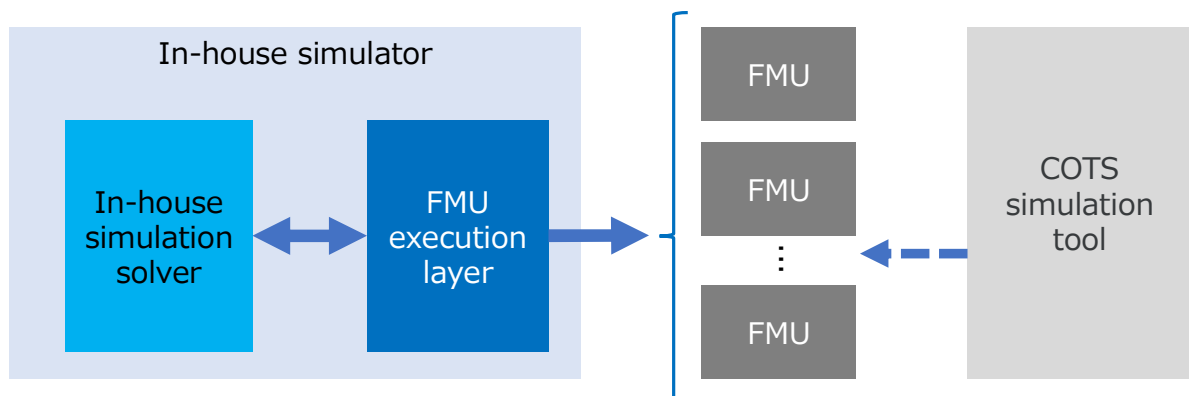 In-house simulator
In-house
simulation
solver
FMU
execution
layer
FMU
FMU
⋮
FMU
COTS
simulation
tool